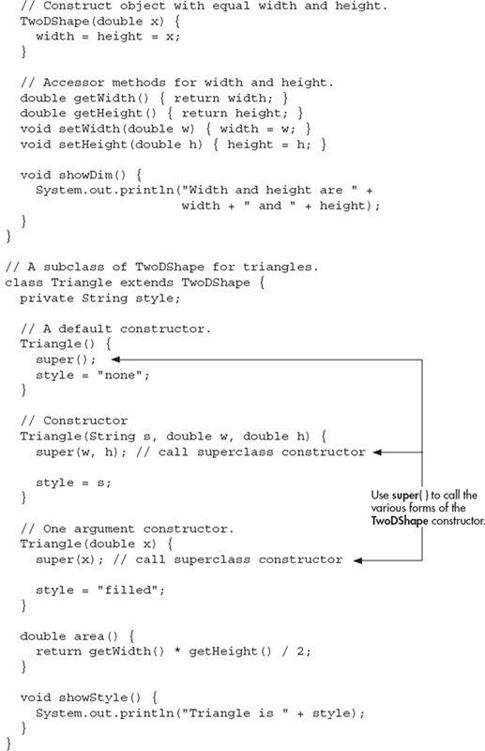 // Construct object with equal width and height.
TwoDShape(double x) {
width = height = x;
}
// Accessor methods for width and height.
double getWidth() { return width; }
double getHeight() { return height; }
void setWidth(double w) { width = w; }
void setHeight(double h) { height = h; }
void showDim() {
System.out.println("Width and height are " +
width + " and " + height);
}
}
// A subclass of TwoDShape for triangles.
class Triangle extends TwoDShape {
private String style;
// A default constructor.
Triangle() {
super();
style = "none";
}
// Constructor
Triangle(String s, double w, double h) {
super(w, h); // call superclass constructor
style = s;
}
Use super( ) to call the
various forms of the
TwoDShape constructor.
// One argument constructor.
Triangle(double x) {
super(x); // call superclass constructor
style = "filled";
}
double area() {
return getWidth() * getHeight() / 2;
}
void showStyle() {
System.out.println("Triangle is " + style);
}
}